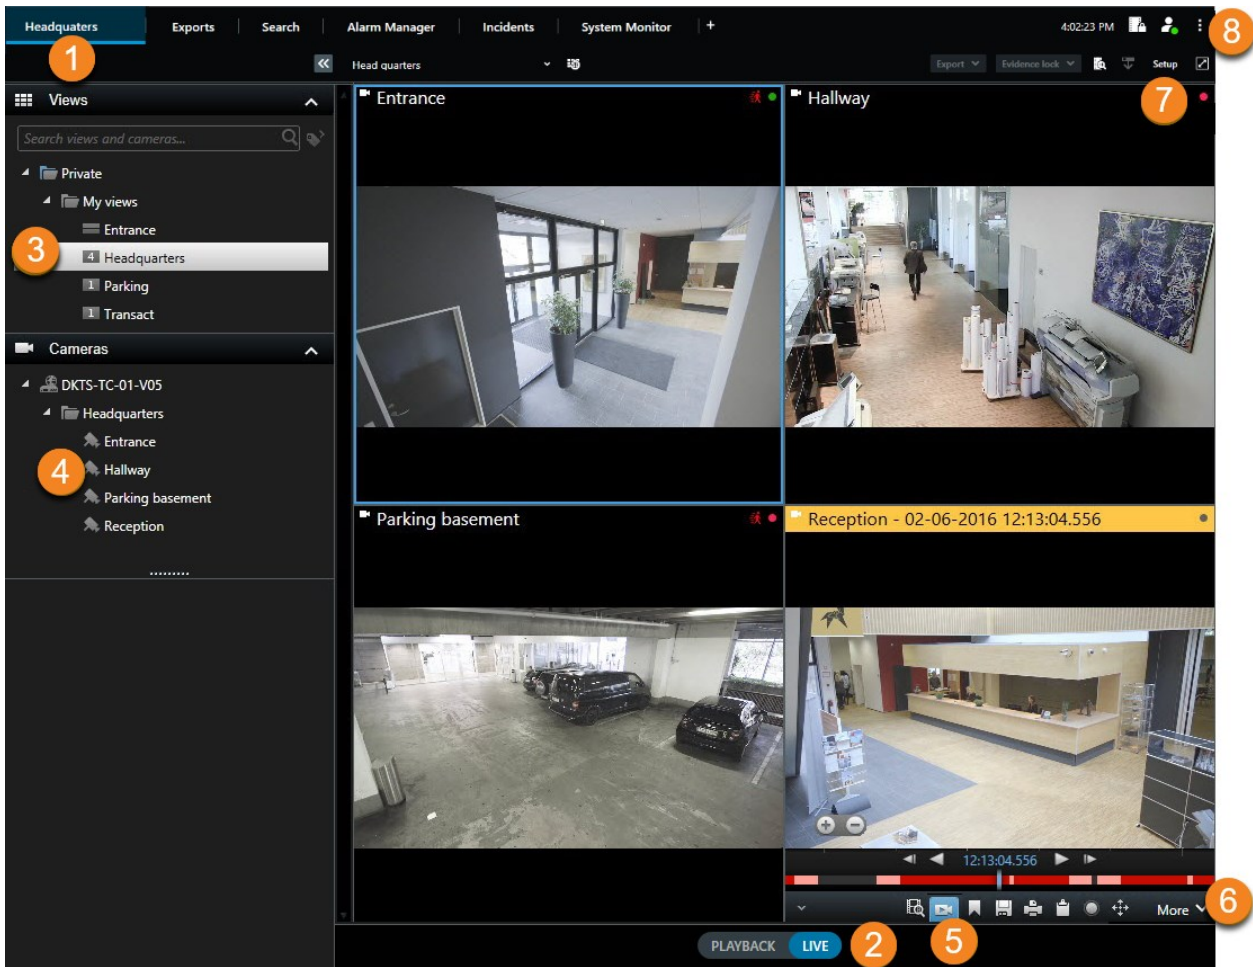 Headquaters Exports Search Alarm Manager Incidents System Monitor + 4:02:23 PM 8
1 Head quarters Export Evidence lock Setup
7
Views
Search views and cameras...
Private
My views
Entrance
3 4 Headquarters
1 Parking
1 Transact
Cameras
DKTS-TC-01-V05
Headquarters
Entrance
4 Hallway
Parking basement
Reception
Entrance
Hallway
Parking basement
Reception - 02-06-2016 12:13:04.556
12:13:04.556
More 6
5
PLAYBACK LIVE 2